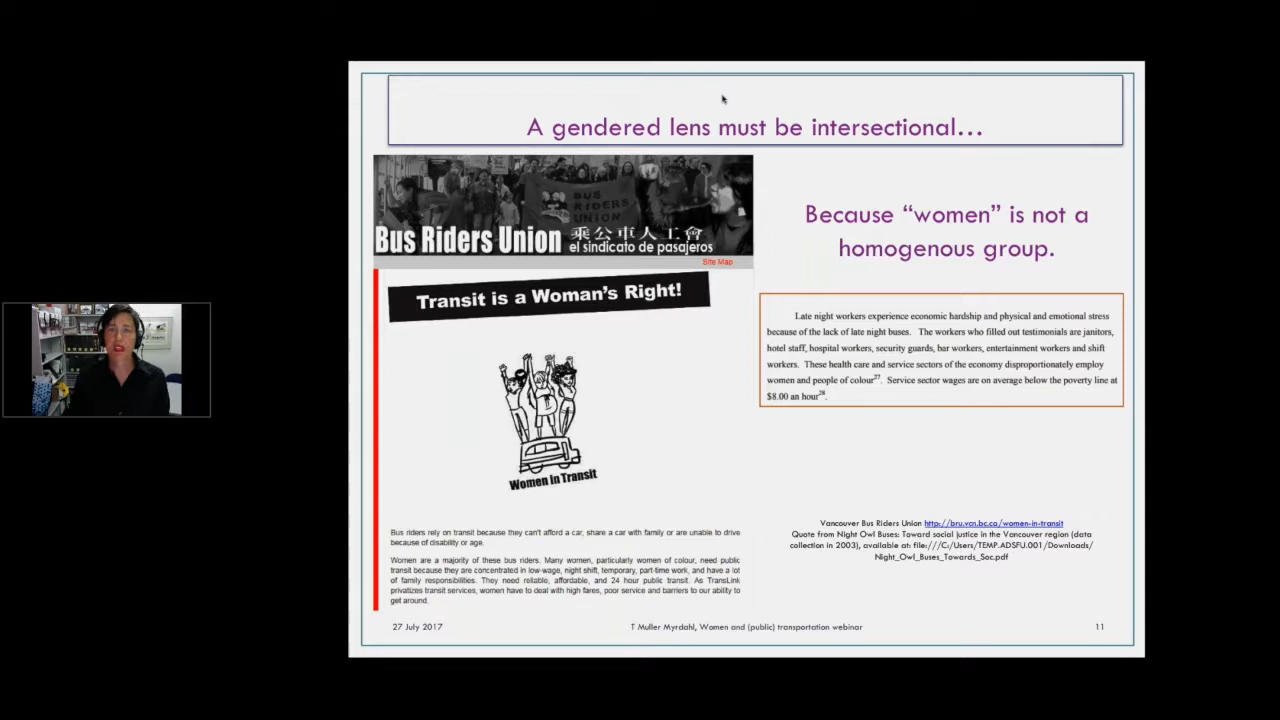 A gendered lens must be intersectional…
BUS
RIDERS
UNION
Bus Riders Union 乘公車人工會
el sindicato de pasajeros
Site Map
Transit is a Woman's Right!
Women in Transit
Bus riders rely on transit because they can't afford a car, share a car with family or are unable to drive
because of disability or age.
Women are a majority of these bus riders. Many women, particularly women of colour, need public
transit because they are concentrated in low-wage, night shift, temporary, part-time work, and have a lot
of family responsibilities. They need reliable, affordable, and 24 hour public transit. As TransLink
privatizes transit services, women have to deal with high fares, poor service and barriers to our ability to
get around.
Because “women” is not a
homogenous group.
Late night workers experience economic hardship and physical and emotional stress
because of the lack of late night buses. The workers who filled out testimonials are janitors,
hotel staff, hospital workers, security guards, bar workers, entertainment workers and shift
workers. These health care and service sectors of the economy disproportionately employ
women and people of colour27. Service sector wages are on average below the poverty line at
$8.00 an hour28.
Vancouver Bus Riders Union http://bru.vcn.bc.ca/women-in-transit
Quote from Night Owl Buses: Toward social justice in the Vancouver region (data
collection in 2003), available at: file:///C:/Users/TEMP.ADSFU.001/Downloads/
Night_Owl_Buses_Towards_Soc.pdf
27 July 2017
T Muller Myrdahl, Women and (public) transportation webinar
11